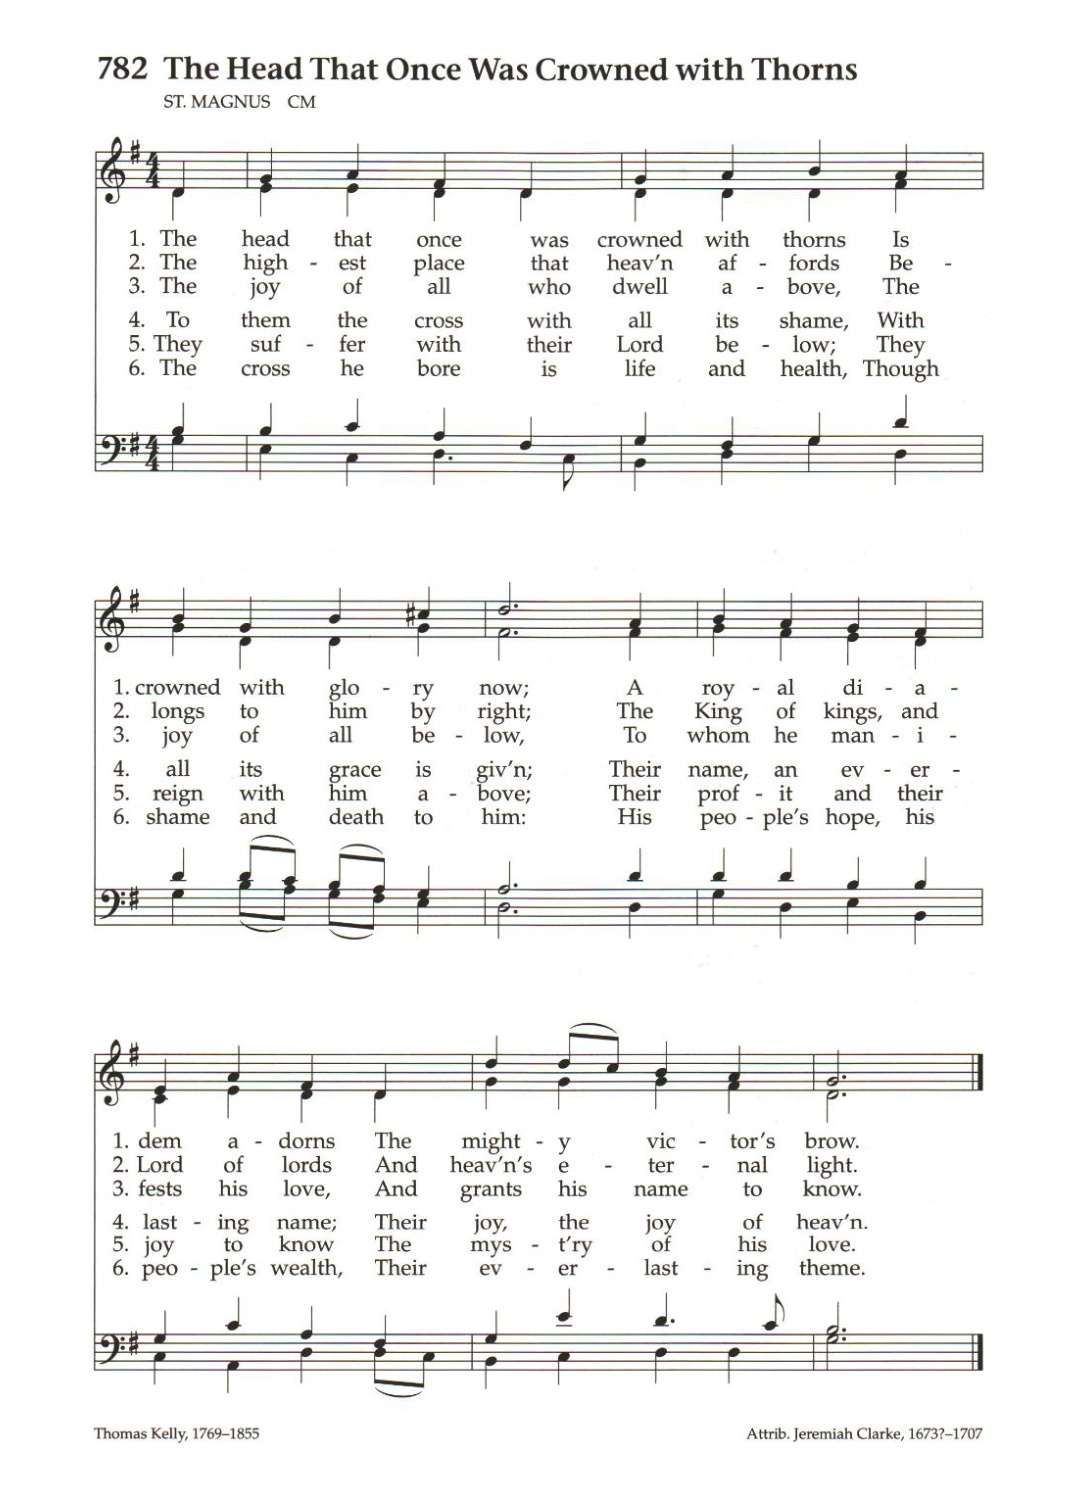 782 The Head That Once Was Crowned with Thorns
ST. MAGNUS CM
1. The head that once was crowned with thorns Is
2. The high - est place that heav'n af - fords Be -
3. The joy of all who dwell a - bove, The
4. To them the cross with all its shame, With
5. They suf - fer with their Lord be - low; They
6. The cross he bore is life and health, Though
1. crowned with glo - ry now; A roy - al di - a -
2. longs to him by right; The King of kings, and
3. joy of all be - low, To whom he man - i -
4. all its grace is giv'n; Their name, an ev - er -
5. reign with him a - bove; Their prof - it and their
6. shame and death to him: His peo - ple's hope, his
1. dem a - dorns The might - y vic - tor's brow.
2. Lord of lords And heav'n's e - ter - nal light.
3. fests his love, And grants his name to know.
4. last - ing name; Their joy, the joy of heav'n.
5. joy to know The mys - t'ry of his love.
6. peo - ple's wealth, Their ev - er - last - ing theme.
Thomas Kelly, 1769–1855 Attrib. Jeremiah Clarke, 1673?–1707